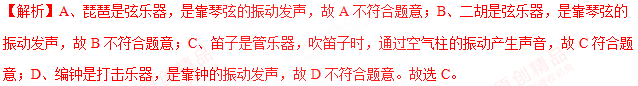 【解析】A、琵琶是弦乐器，是靠琴弦的振动发声，故 A 不符合题意；B、二胡是弦乐器，是靠琴弦的
振动发声，故 B 不符合题意；C、笛子是管乐器，吹笛子时，通过空气柱的振动产生声音，故 C 符合题
意；D、编钟是打击乐器，是靠钟的振动发声，故 D 不符合题意。故选 C。